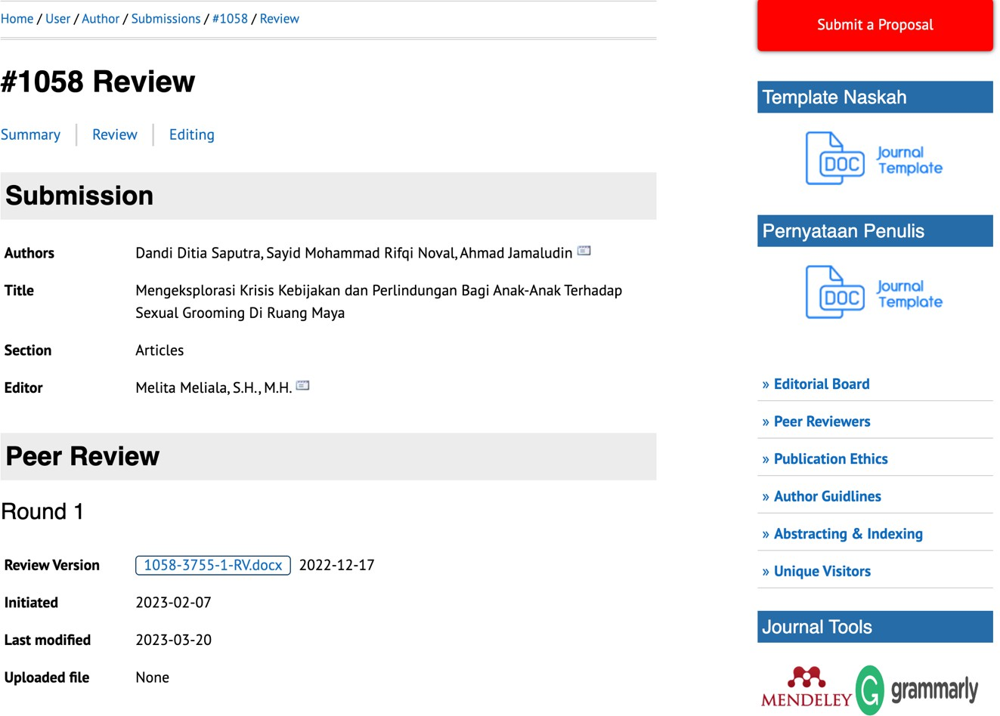 Home / User / Author / Submissions / #1058 / Review
#1058 Review
Summary
Review
Editing
Submission
Authors Dandi Ditia Saputra, Sayid Mohammad Rifqi Noval, Ahmad Jamaludin
Title Mengeksplorasi Krisis Kebijakan dan Perlindungan Bagi Anak-Anak Terhadap
Sexual Grooming Di Ruang Maya
Section Articles
Editor Melita Meliala, S.H., M.H.
Peer Review
Round 1
Review Version 1058-3755-1-RV.docx 2022-12-17
Initiated 2023-02-07
Last modified 2023-03-20
Uploaded file None
Submit a Proposal
Template Naskah
DOC
Journal
Template
Pernyataan Penulis
DOC
Journal
Template
» Editorial Board
» Peer Reviewers
» Publication Ethics
» Author Guidlines
» Abstracting & Indexing
» Unique Visitors
Journal Tools
MENDELEY
grammarly